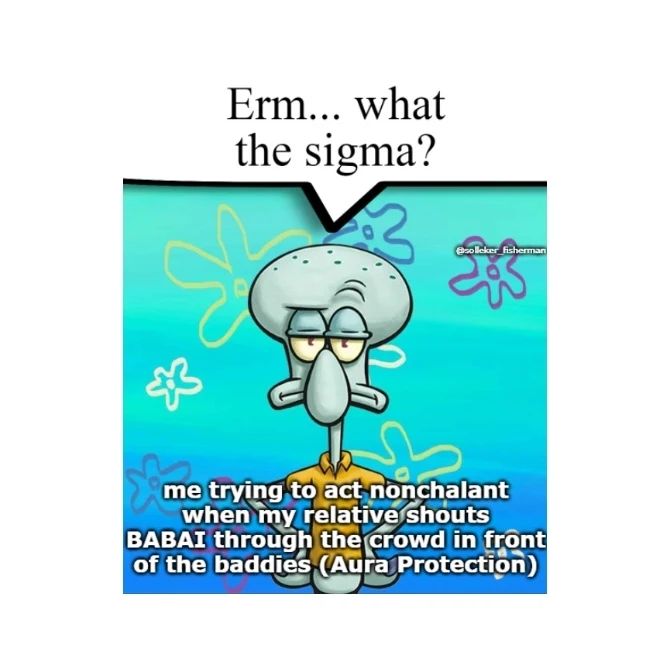 Erm... what
the sigma?
@solleker_fisherman
me trying to act nonchalant
when my relative shouts
BABAI through the crowd in front
of the baddies (Aura Protection)